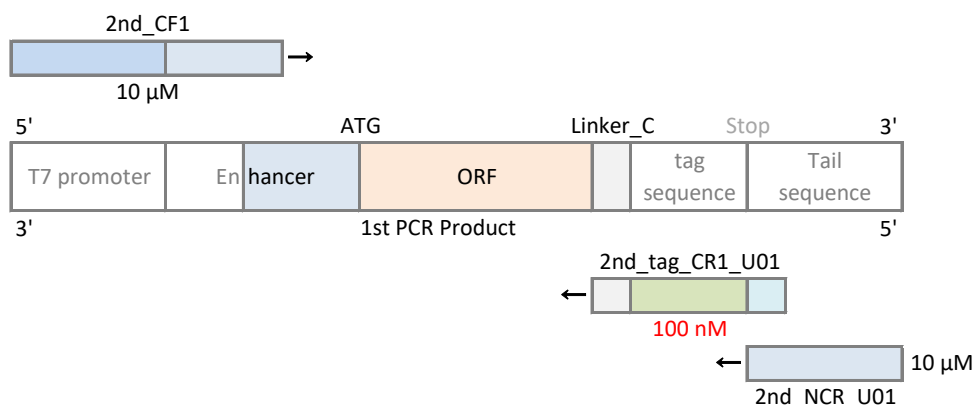 2nd_CF1
10 µM
5'
ATG
Linker_C
Stop
3'
T7 promoter
Enhancer
ORF
tag
sequence
Tail
sequence
3'
1st PCR Product
5'
2nd_tag_CR1_U01
100 nM
10 µM
2nd_NCR_U01